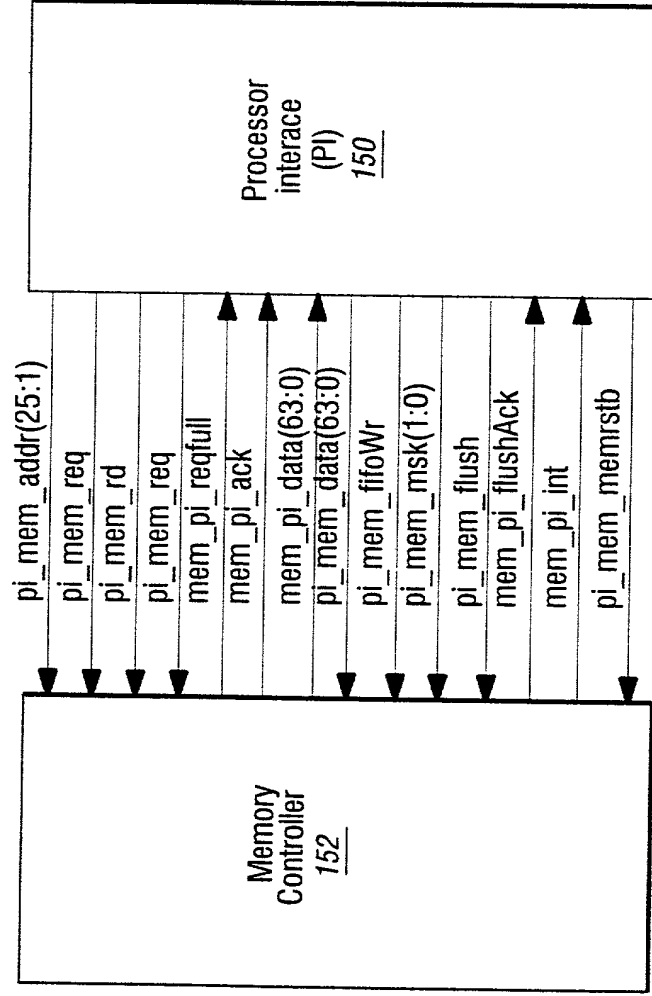 Processor
interace
(PI)
150
pi_mem_addr(25:1)
pi_mem_req
pi_mem_rd
pi_mem_req
mem_pi_reqfull
mem_pi_ack
mem_pi_data(63:0)
pi_mem_data(63:0)
pi_mem_fifoWr
pi_mem_msk(1:0)
pi_mem_flush
mem_pi_flushAck
mem_pi_int
pi_mem_memrstb
Memory
Controller
152